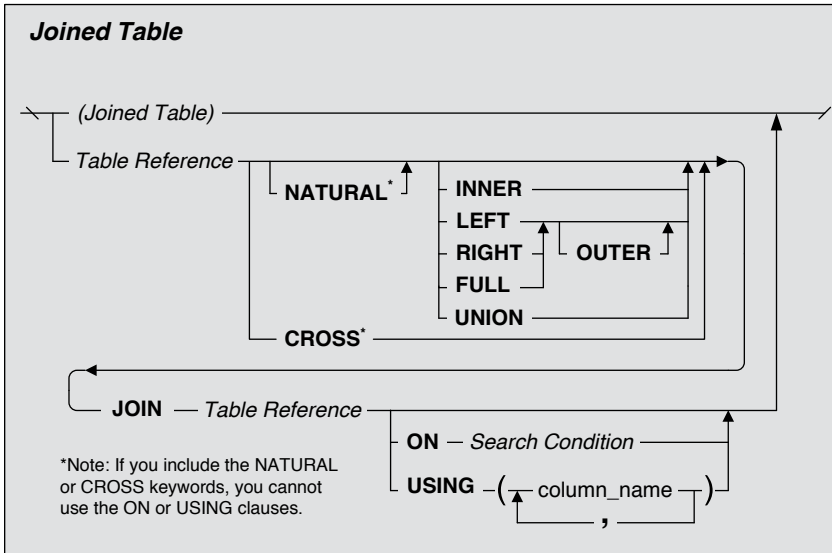 Joined Table
(Joined Table)
Table Reference
NATURAL*
INNER
LEFT
RIGHT
OUTER
FULL
UNION
CROSS*
JOIN Table Reference
ON Search Condition
USING ( column_name )
,
*Note: If you include the NATURAL
or CROSS keywords, you cannot
use the ON or USING clauses.